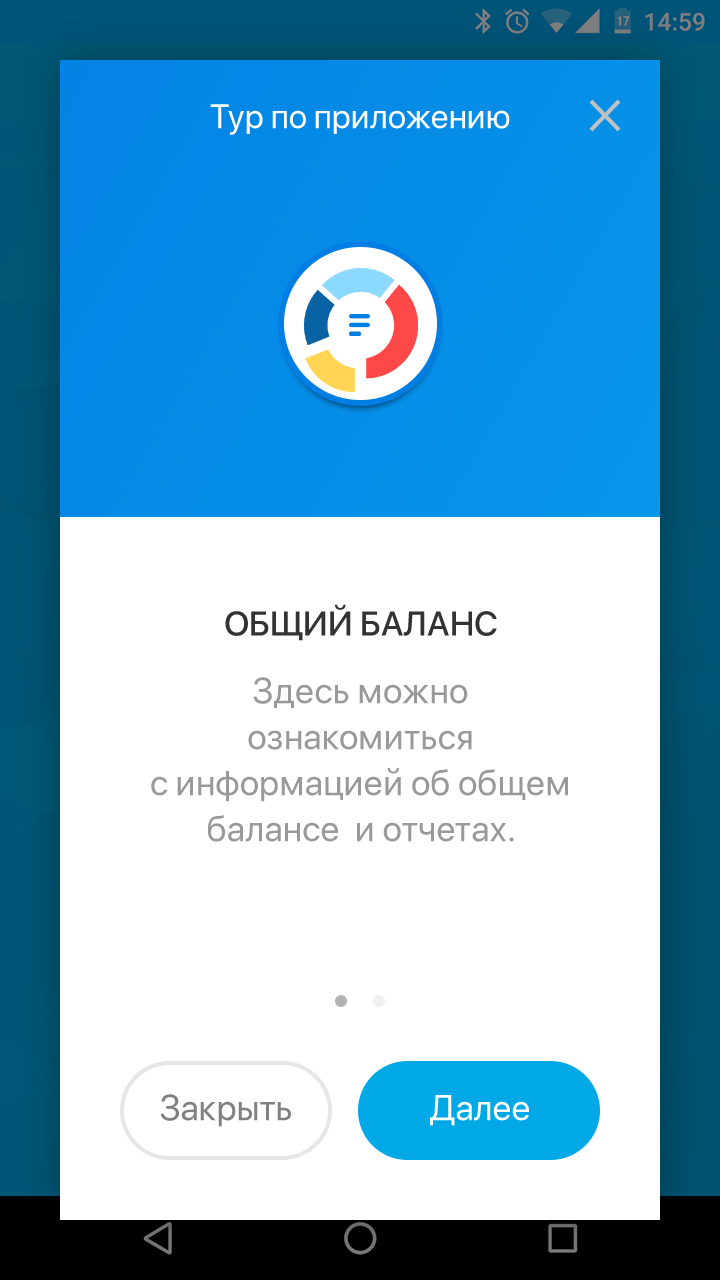 17 14:59
Тур по приложению
ОБЩИЙ БАЛАНС
Здесь можно
ознакомиться
с информацией об общем
балансе  и отчетах.
Закрыть
Далее